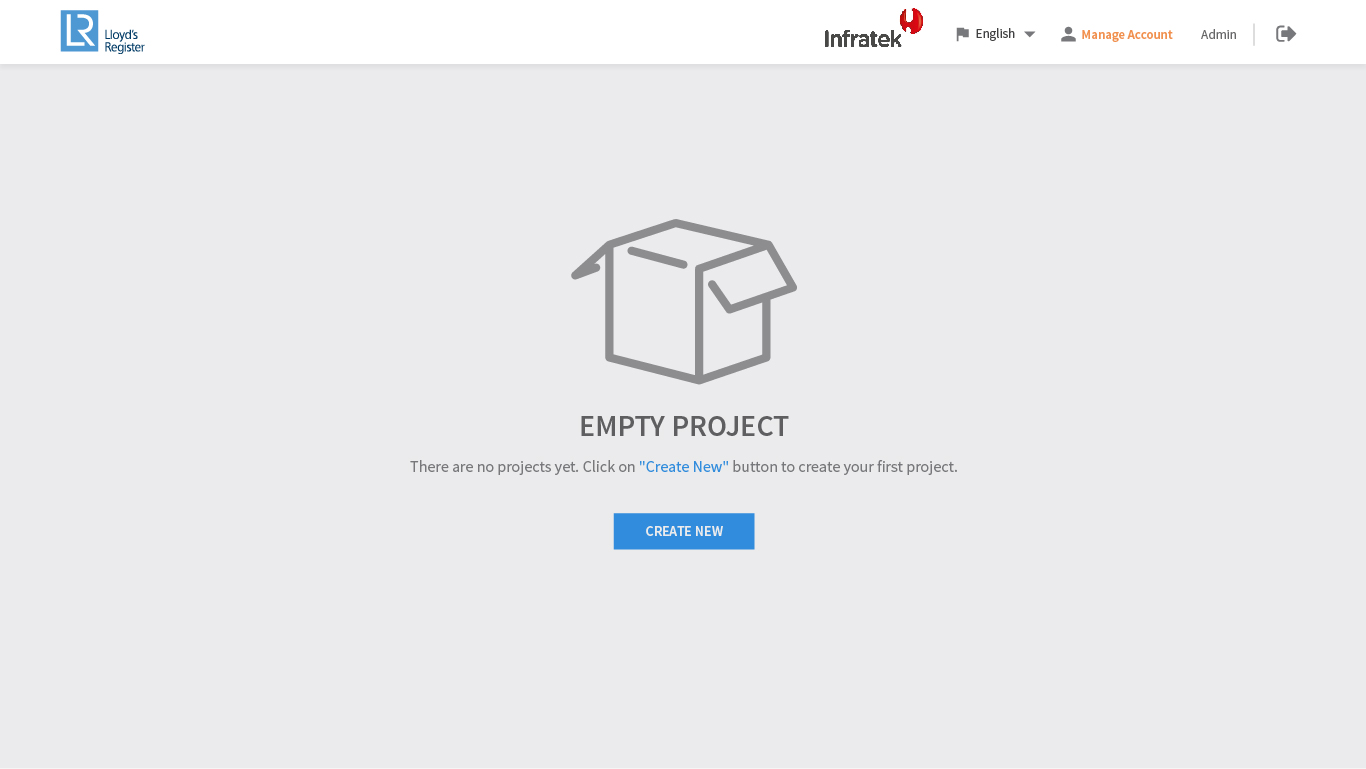 LR
Lloyd's
Register
Infratek
English
Manage Account
Admin
EMPTY PROJECT
There are no projects yet. Click on "Create New" button to create your first project.
CREATE NEW